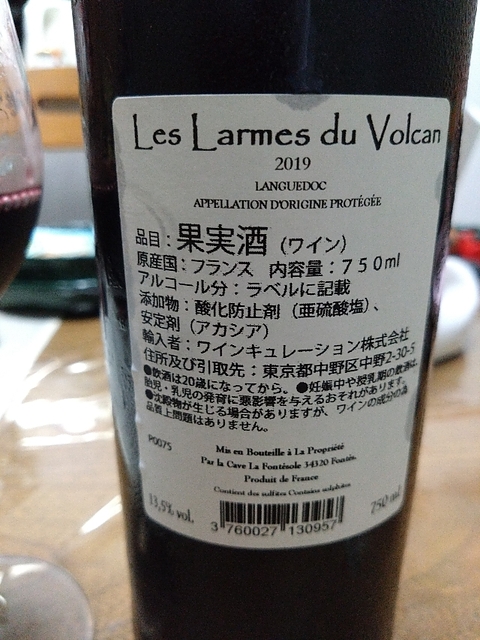 Les Larmes du Volcan
2019
LANGUEDOC
APPELLATION D'ORIGINE PROTÉGÉE
品目：果実酒（ワイン）
原産国：フランス 内容量：７５０ml
アルコール分：ラベルに記載
添加物：酸化防止剤（亜硫酸塩）、
安定剤（アカシア）
輸入者：ワインキュレーション株式会社
住所及び引取先：東京都中野区中野2-30-5
●飲酒は20歳になってから。●妊娠中や授乳期の飲酒は、
胎児・乳児の発育に悪影響を与えるおそれがあります。
●沈殿物が生じる場合がありますが、ワインの成分の為
品質上問題はありません。
P0075
Mis en Bouteille à La Propriété
Par la Cave La Fontésole 34320 Fontés.
Produit de France
Contient des sulfites Contains sulphites
13,5% vol.
750 ml
3 760027 130957